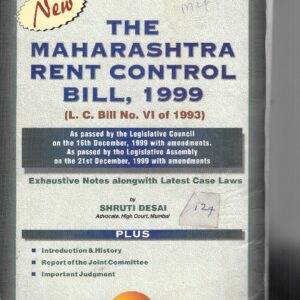 New
THE
MAHARASHTRA
RENT CONTROL
BILL, 1999
(L. C. Bill No. VI of 1993)
As passed by the Legislative Council
on the 16th December, 1999 with amendments.
As passed by the Legislative Assembly
on the 21st December, 1999 with amendments
Exhaustive Notes alongwith Latest Case Laws
by
SHRUTI DESAI
Advocate, High Court, Mumbai
127
PLUS
Introduction & History
Report of the Joint Committee
Important Judgment